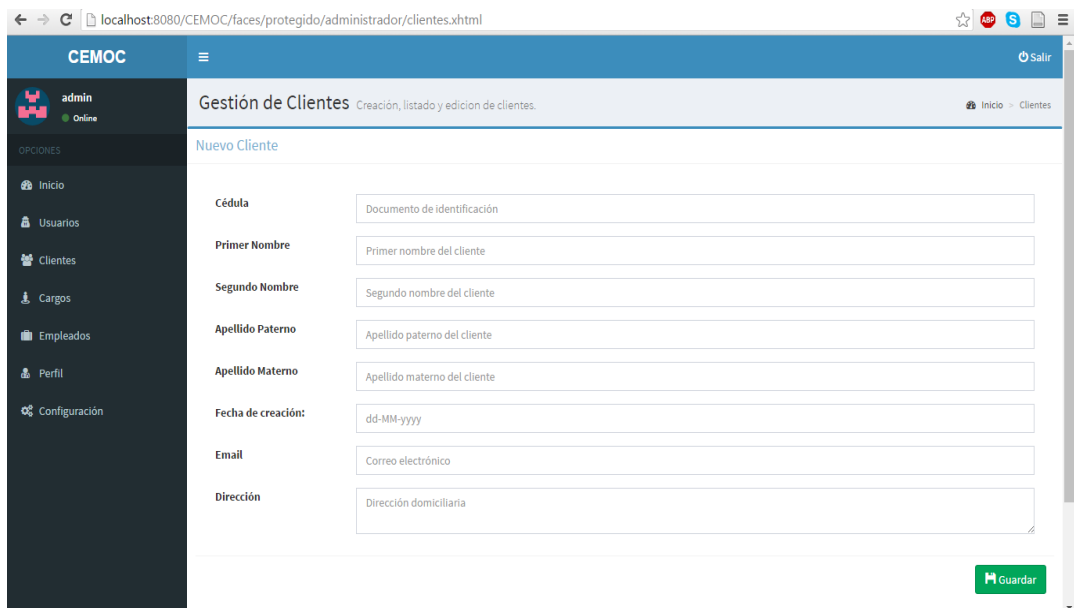 localhost:8080/CEMOC/faces/protegido/administrador/clientes.xhtml
ABP
S
CEMOC
Salir
admin
Online
Gestión de Clientes Creación, listado y edicion de clientes.
Inicio > Clientes
OPCIONES
Inicio
Usuarios
Clientes
Cargos
Empleados
Perfil
Configuración
Nuevo Cliente
Cédula
Documento de identificación
Primer Nombre
Primer nombre del cliente
Segundo Nombre
Segundo nombre del cliente
Apellido Paterno
Apellido paterno del cliente
Apellido Materno
Apellido materno del cliente
Fecha de creación:
dd-MM-yyyy
Email
Correo electrónico
Dirección
Dirección domiciliaria
Guardar